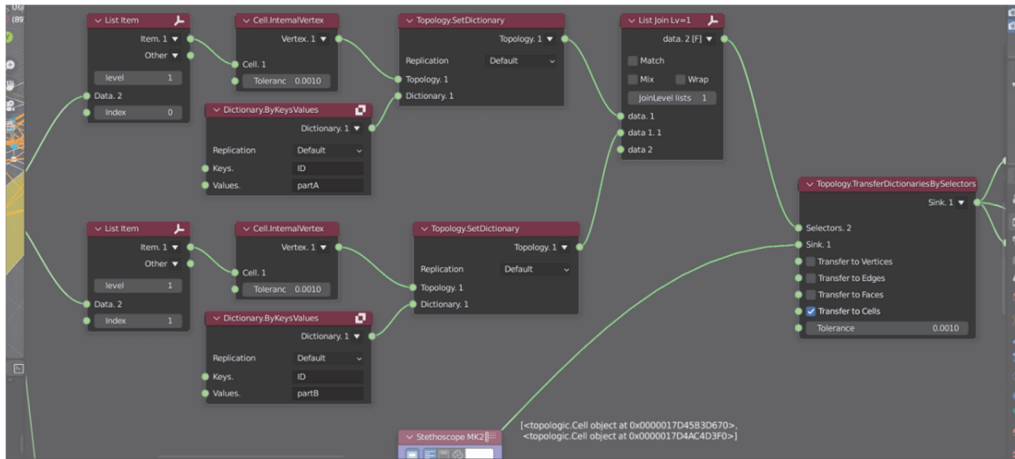 (89
List Item
Item. 1
Other
level 1
Data. 2
Index 0
Cell.InternalVertex
Vertex. 1
Cell. 1
Toleranc 0.0010
Topology.SetDictionary
Topology. 1
Replication Default
Topology. 1
Dictionary. 1
List Join Lv=1
data. 2 [F]
Match
Mix Wrap
JoinLevel lists 1
data. 1
data 1. 1
data 2
Dictionary.ByKeysValues
Dictionary. 1
Replication Default
Keys. ID
Values. partA
Topology.TransferDictionariesBySelectors
Sink. 1
Selectors. 2
Sink. 1
Transfer to Vertices
Transfer to Edges
Transfer to Faces
Transfer to Cells
Tolerance 0.0010
List Item
Item. 1
Other
level 1
Data. 2
Index 1
Cell.InternalVertex
Vertex. 1
Cell. 1
Toleranc 0.0010
Topology.SetDictionary
Topology. 1
Replication Default
Topology. 1
Dictionary. 1
Dictionary.ByKeysValues
Dictionary. 1
Replication Default
Keys. ID
Values. partB
Stethoscope MK2
[<topologic.Cell object at 0x0000017D45B3D670>,
<topologic.Cell object at 0x0000017D4AC4D3F0>]